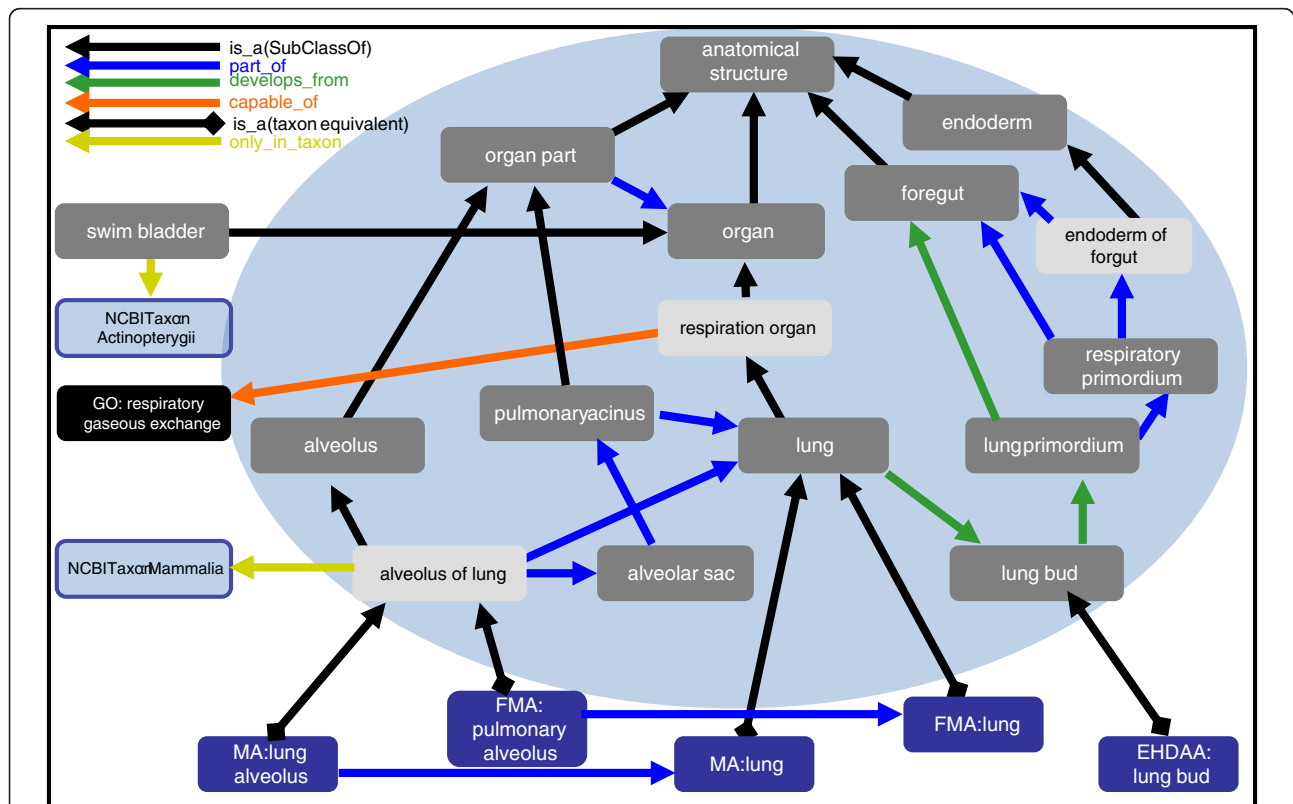 is_a(SubClassOf)
part_of
develops_from
capable_of
is_a(taxon equivalent)
only_in_taxon
anatomical
structure
endoderm
organ part
foregut
swim bladder
organ
endoderm of
forgut
NCBITaxon
Actinopterygii
respiration organ
respiratory
primordium
GO: respiratory
gaseous exchange
pulmonaryacinus
alveolus
lung
lungprimordium
NCBITaxonMammalia
alveolus of lung
alveolar sac
lung bud
FMA:
pulmonary
alveolus
FMA:lung
MA:lung
alveolus
MA:lung
EHDAA:
lung bud